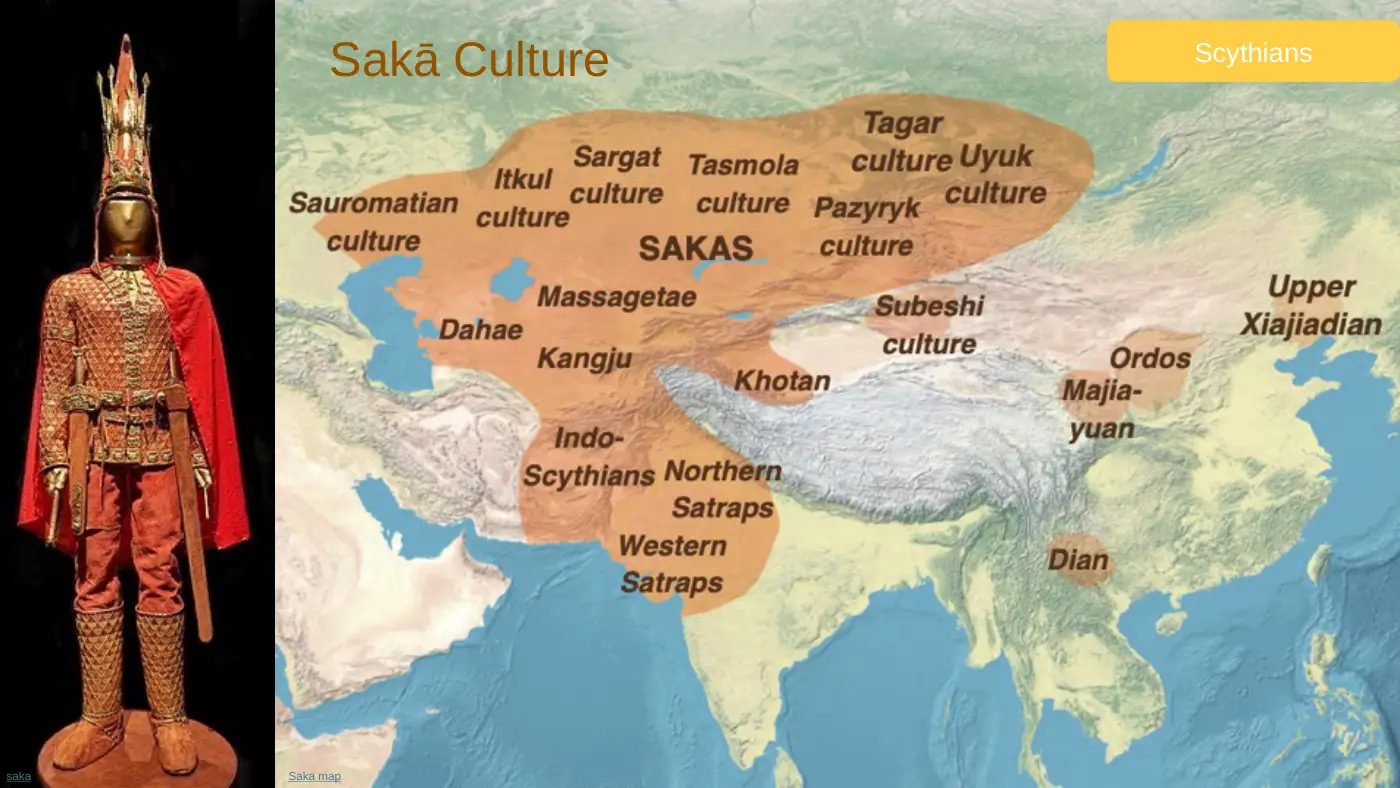 Sakā Culture
Scythians
Tagar
culture
Uyuk
culture
Sargat
culture
Tasmola
culture
Itkul
culture
Pazyryk
culture
Sauromatian
culture
SAKAS
Massagetae
Dahae
Kangju
Subeshi
culture
Upper
Xiajiadian
Ordos
Majia-
yuan
Khotan
Indo-
Scythians
Northern
Satraps
Western
Satraps
Dian
saka
Saka map